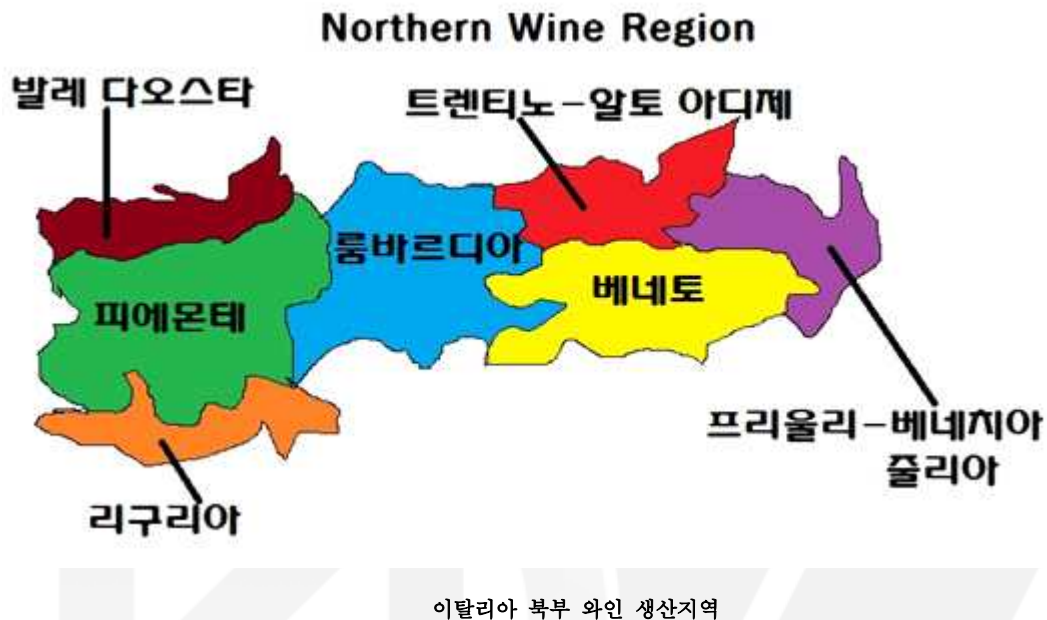 Northern Wine Region
발레 다오스타
트렌티노-알토 아디제
룸바르디아
베네토
피에몬테
프리울리-베네치아
줄리아
리구리아
이탈리아 북부 와인 생산지역